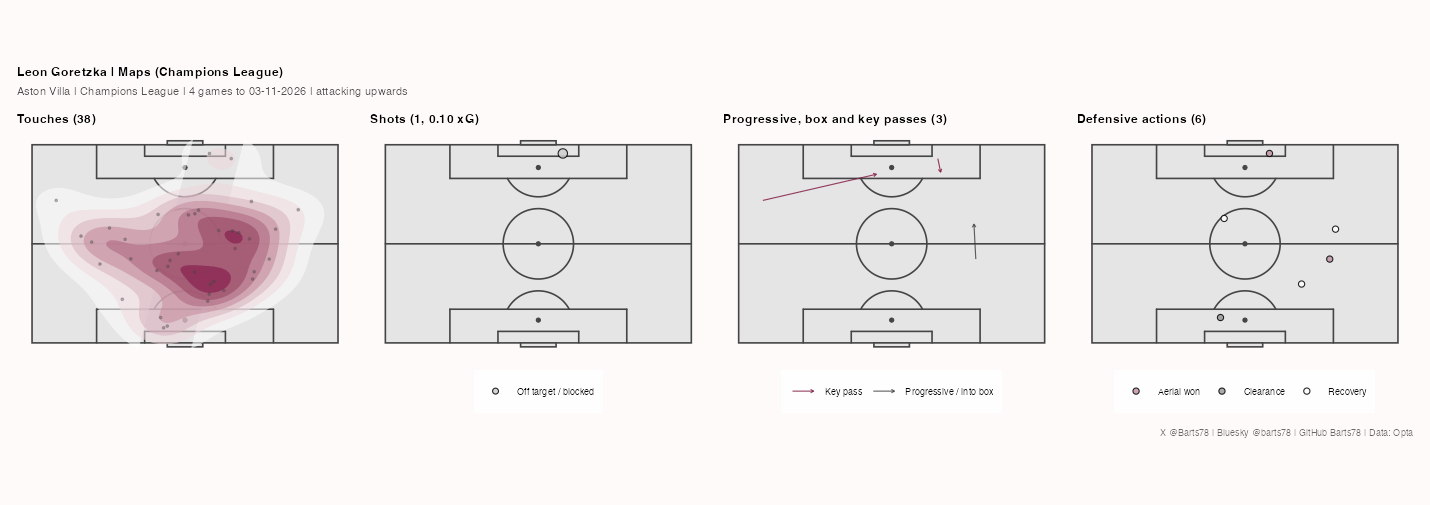 Leon Goretzka | Maps (Champions League)
Aston Villa | Champions League | 4 games to 03-11-2026 | attacking upwards
Touches (38)
Shots (1, 0.10 xG)
Progressive, box and key passes (3)
Defensive actions (6)
Off target / blocked
Key pass
Progressive / into box
Aerial won
Clearance
Recovery
X @Barts78 | Bluesky @barts78 | GitHub Barts78 | Data: Opta